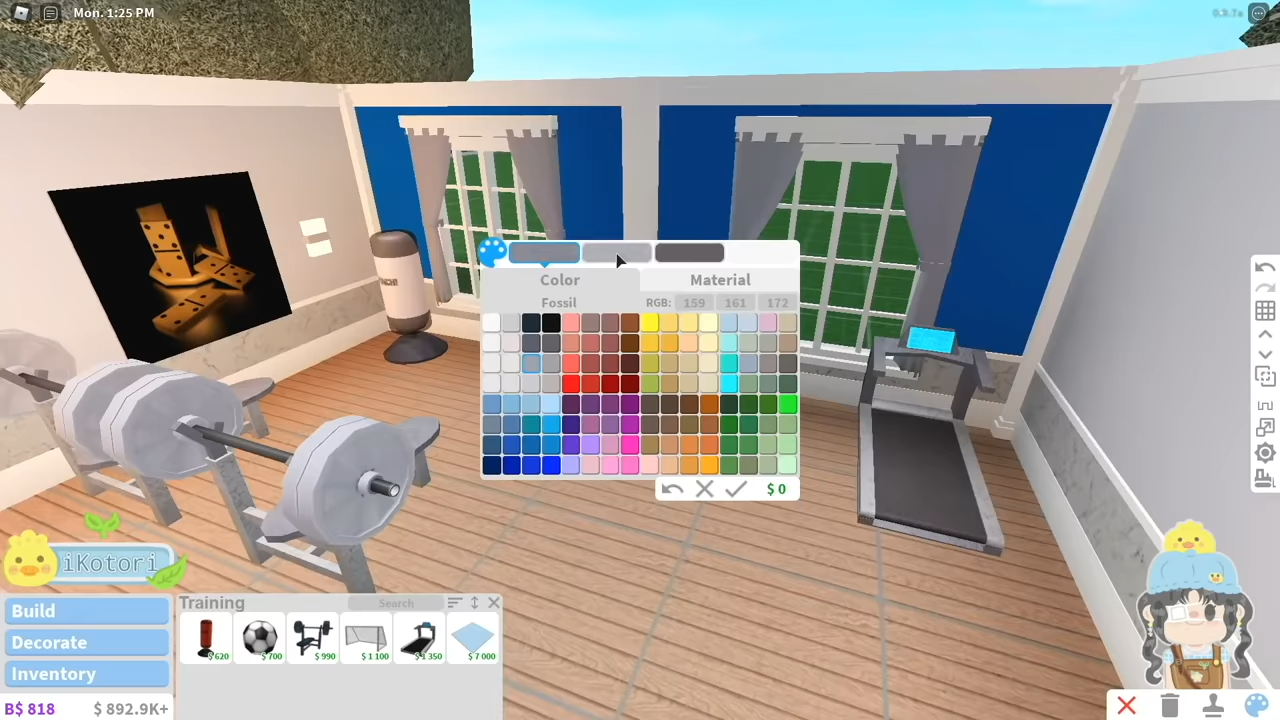 Mon. 1:25 PM
Color
Material
Fossil
RGB: 159 161 172
$ 0
iKotori
Build
Decorate
Inventory
B$ 818
$ 892.9K+
Training
Search
$620
$700
$ 990
$1 100
$1 350
$ 7 000